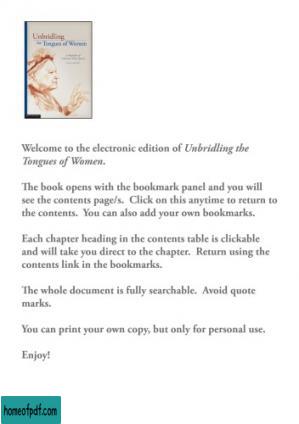 Unbridling
the Tongues of Women
Welcome to the electronic edition of Unbridling the
Tongues of Women.
The book opens with the bookmark panel and you will
see the contents page/s. Click on this anytime to return to
the contents. You can also add your own bookmarks.
Each chapter heading in the contents table is clickable
and will take you direct to the chapter. Return using the
contents link in the bookmarks.
The whole document is fully searchable. Avoid quote
marks.
You can print your own copy, but only for personal use.
Enjoy!
homeofpdf.com